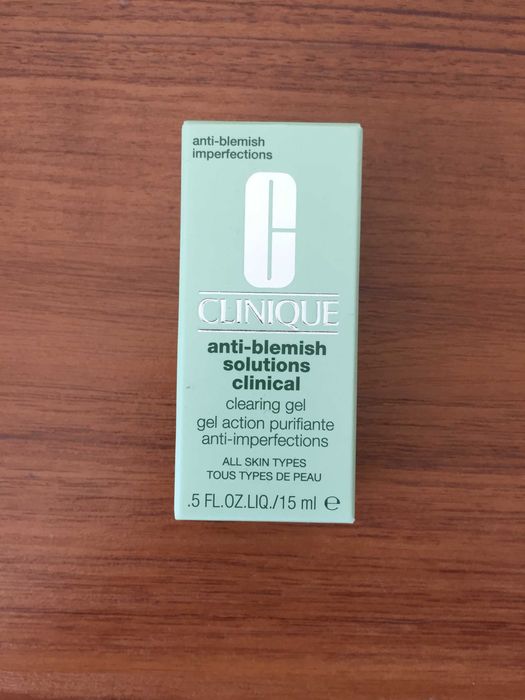 anti-blemish
imperfections
C
CLINIQUE
anti-blemish
solutions
clinical
clearing gel
gel action purifiante
anti-imperfections
ALL SKIN TYPES
TOUS TYPES DE PEAU
.5 FL.OZ.LIQ./15 ml ℮